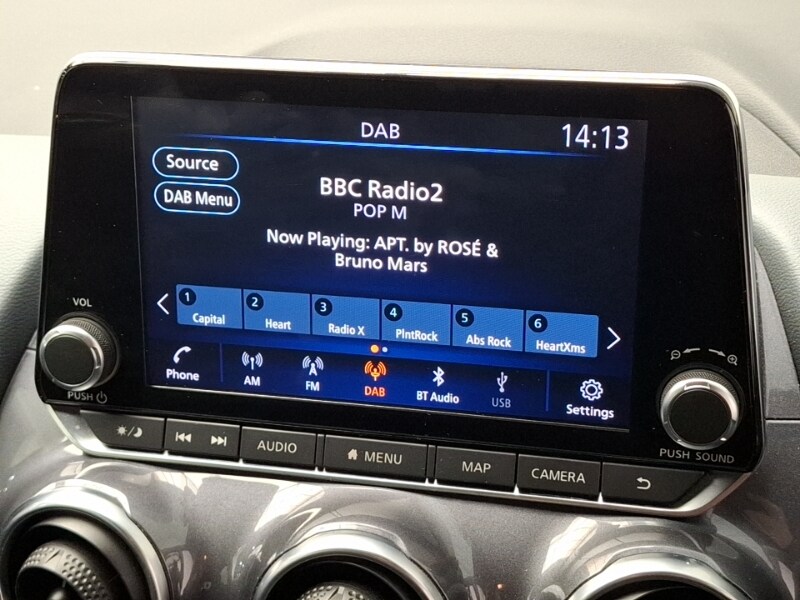 DAB
14:13
Source
DAB Menu
BBC Radio2
POP M
Now Playing: APT. by ROSÉ &
Bruno Mars
1 Capital
2 Heart
3 Radio X
4 PlntRock
5 Abs Rock
6 HeartXms
Phone
AM
FM
DAB
BT Audio
USB
Settings
VOL
PUSH
PUSH SOUND
AUDIO
MENU
MAP
CAMERA